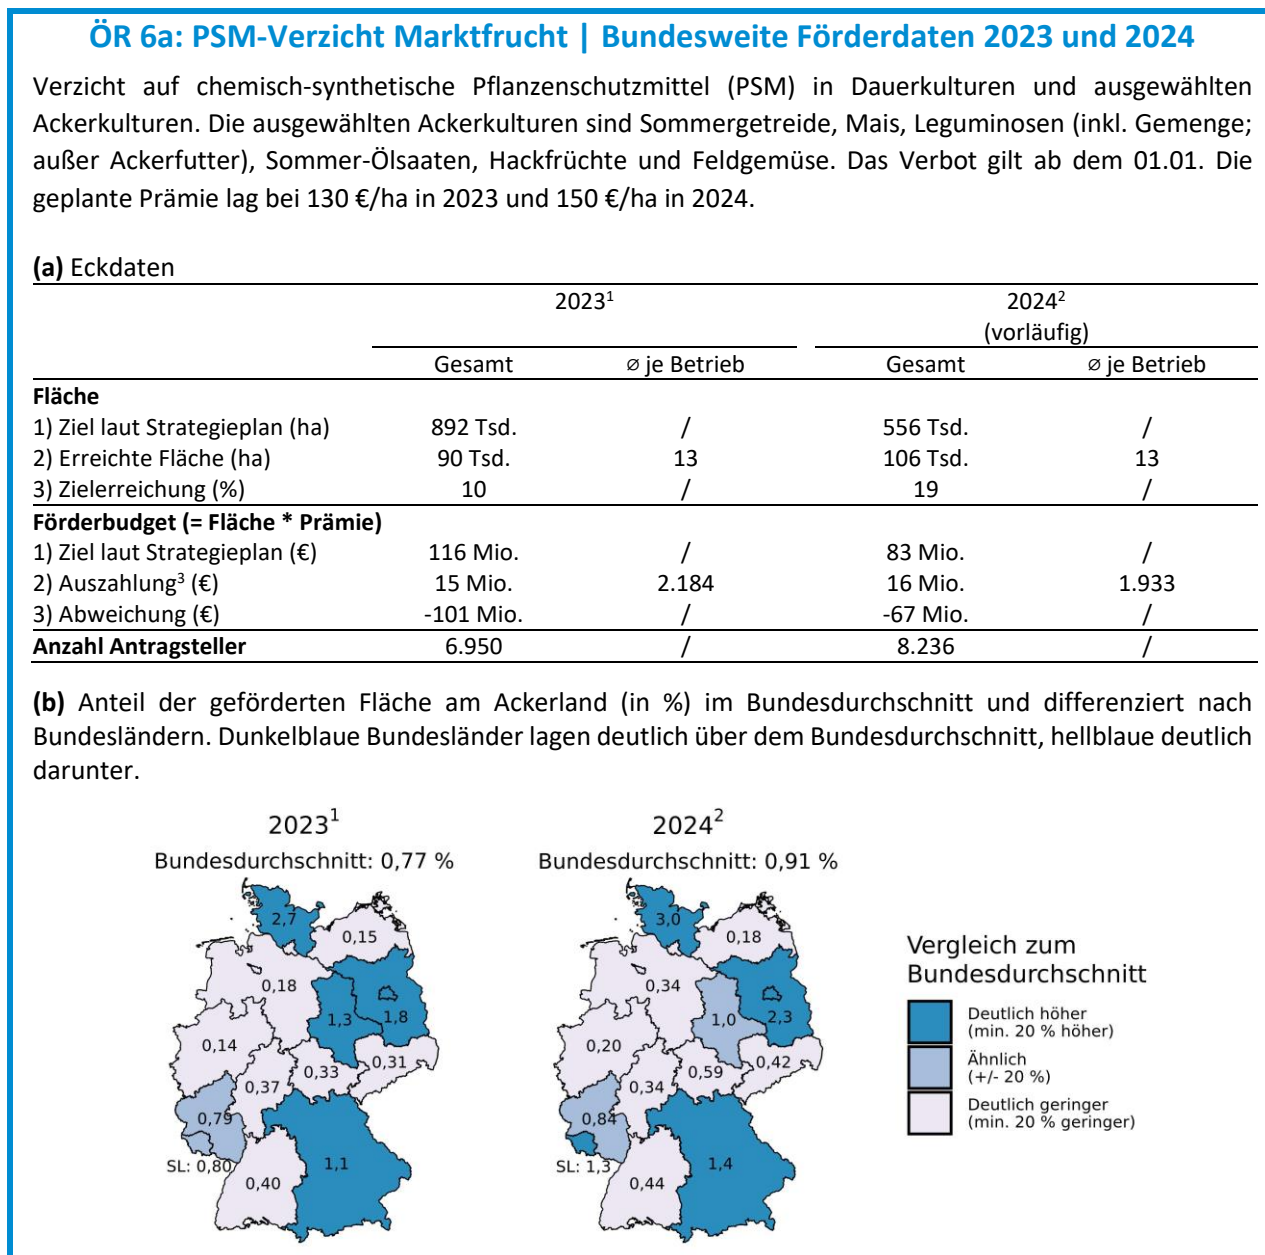 ÖR 6a: PSM-Verzicht Marktfrucht | Bundesweite Förderdaten 2023 und 2024
Verzicht auf chemisch-synthetische Pflanzenschutzmittel (PSM) in Dauerkulturen und ausgewählten
Ackerkulturen. Die ausgewählten Ackerkulturen sind Sommergetreide, Mais, Leguminosen (inkl. Gemenge;
außer Ackerfutter), Sommer-Ölsaaten, Hackfrüchte und Feldgemüse. Das Verbot gilt ab dem 01.01. Die
geplante Prämie lag bei 130 €/ha in 2023 und 150 €/ha in 2024.
(a) Eckdaten
2023¹ 2024²
(vorläufig)
Gesamt ⌀ je Betrieb Gesamt ⌀ je Betrieb
Fläche
1) Ziel laut Strategieplan (ha) 892 Tsd. / 556 Tsd. /
2) Erreichte Fläche (ha) 90 Tsd. 13 106 Tsd. 13
3) Zielerreichung (%) 10 / 19 /
Förderbudget (= Fläche * Prämie)
1) Ziel laut Strategieplan (€) 116 Mio. / 83 Mio. /
2) Auszahlung³ (€) 15 Mio. 2.184 16 Mio. 1.933
3) Abweichung (€) -101 Mio. / -67 Mio. /
Anzahl Antragsteller 6.950 / 8.236 /
(b) Anteil der geförderten Fläche am Ackerland (in %) im Bundesdurchschnitt und differenziert nach
Bundesländern. Dunkelblaue Bundesländer lagen deutlich über dem Bundesdurchschnitt, hellblaue deutlich
darunter.
2023¹
Bundesdurchschnitt: 0,77 %
2,7
0,15
0,18
1,3
1,8
0,14
0,37
0,33
0,31
0,79
SL: 0,80
1,1
0,40
2024²
Bundesdurchschnitt: 0,91 %
3,0
0,18
0,34
1,0
2,3
0,20
0,34
0,59
0,42
0,84
SL: 1,3
1,4
0,44
Vergleich zum
Bundesdurchschnitt
Deutlich höher
(min. 20 % höher)
Ähnlich
(+/- 20 %)
Deutlich geringer
(min. 20 % geringer)